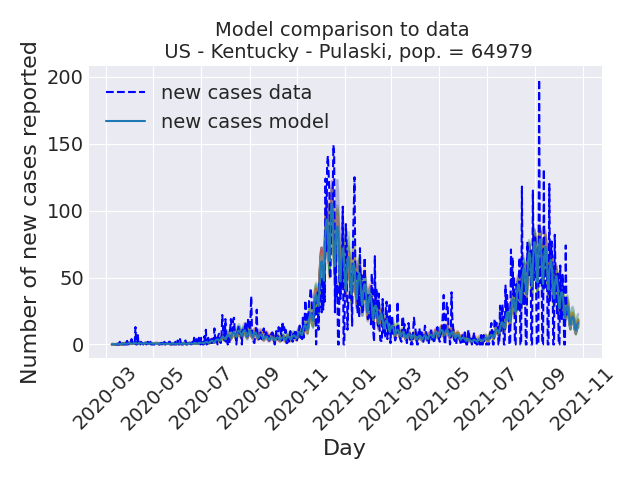 Model comparison to data
US - Kentucky - Pulaski, pop. = 64979
Number of new cases reported
200
150
100
50
0
new cases data
new cases model
2020-03
2020-05
2020-07
2020-09
2020-11
2021-01
2021-03
2021-05
2021-07
2021-09
2021-11
Day